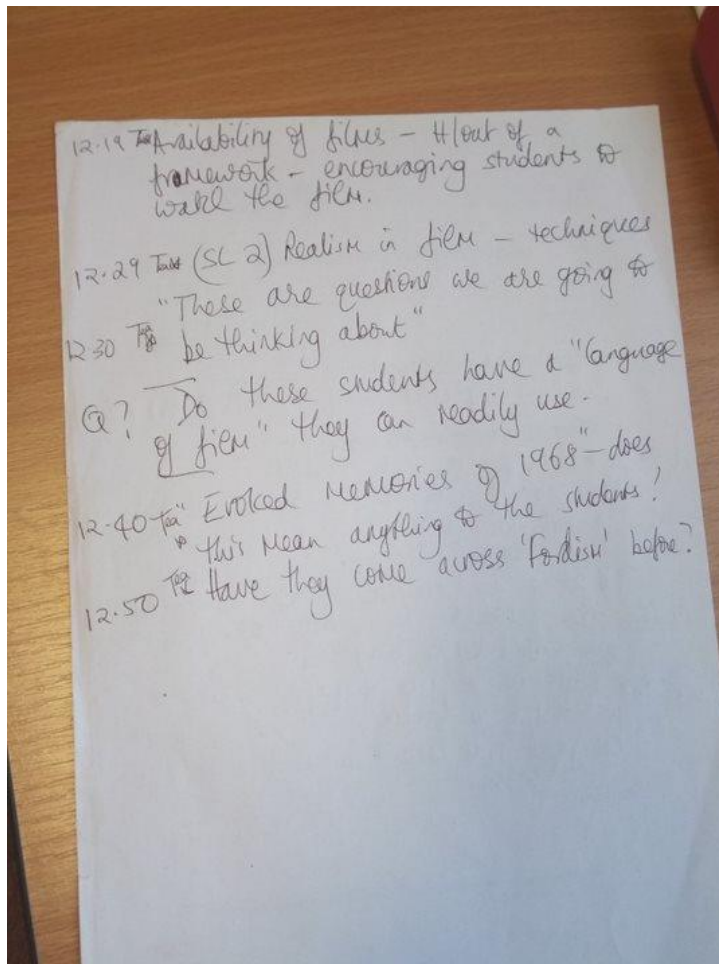 12.19 Availability of films – H/out of a
framework – encouraging students to
watch the film.
12.29 (SC 2) Realism in film – techniques
"These are questions we are going to
12.30 be thinking about"
Q? Do these students have a "language
of film" they can readily use.
12.40 "Evoked memories of 1968" – does
this mean anything to the students?
12.50 Have they come across 'Fordism' before?